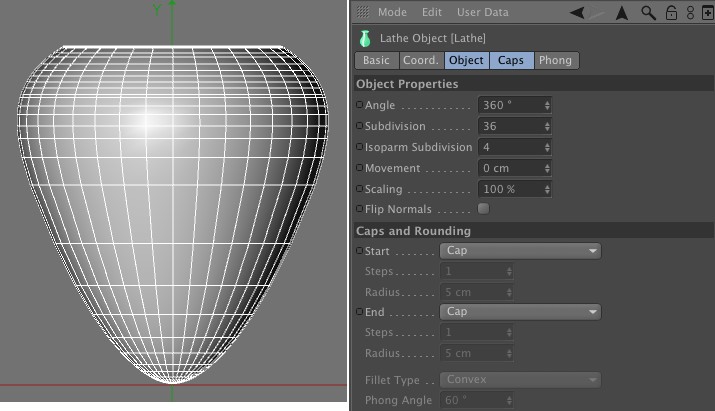 Y
Mode Edit User Data
Lathe Object [Lathe]
Basic Coord. Object Caps Phong
Object Properties
Angle . . . . . . . . . . . . 360 °
Subdivision . . . . . . . 36
Isoparm Subdivision 4
Movement . . . . . . . . 0 cm
Scaling . . . . . . . . . . . 100 %
Flip Normals . . . . . .
Caps and Rounding
Start . . . . . . . Cap
Steps. . . . . . . 1
Radius. . . . . . 5 cm
End . . . . . . . . Cap
Steps. . . . . . . 1
Radius. . . . . . 5 cm
Fillet Type . . Convex
Phong Angle 60 °